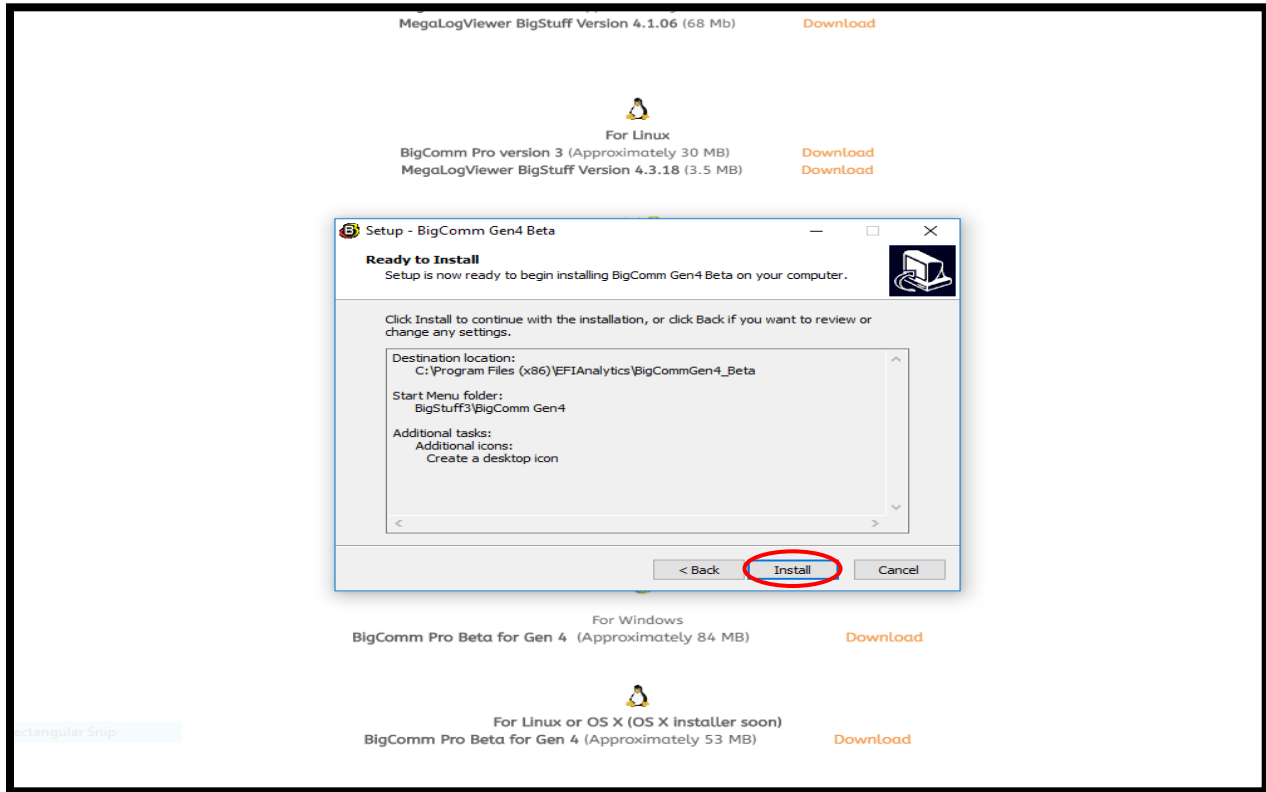 MegaLogViewer BigStuff Version 4.1.06 (68 Mb) Download
For Linux
BigComm Pro version 3 (Approximately 30 MB) Download
MegaLogViewer BigStuff Version 4.3.18 (3.5 MB) Download
Setup - BigComm Gen4 Beta
Ready to Install
Setup is now ready to begin installing BigComm Gen4 Beta on your computer.
Click Install to continue with the installation, or click Back if you want to review or
change any settings.
Destination location:
C:\Program Files (x86)\EFIAnalytics\BigCommGen4_Beta
Start Menu folder:
BigStuff3\BigComm Gen4
Additional tasks:
Additional icons:
Create a desktop icon
< Back Install Cancel
For Windows
BigComm Pro Beta for Gen 4 (Approximately 84 MB) Download
For Linux or OS X (OS X installer soon)
ectangular Snip
BigComm Pro Beta for Gen 4 (Approximately 53 MB) Download